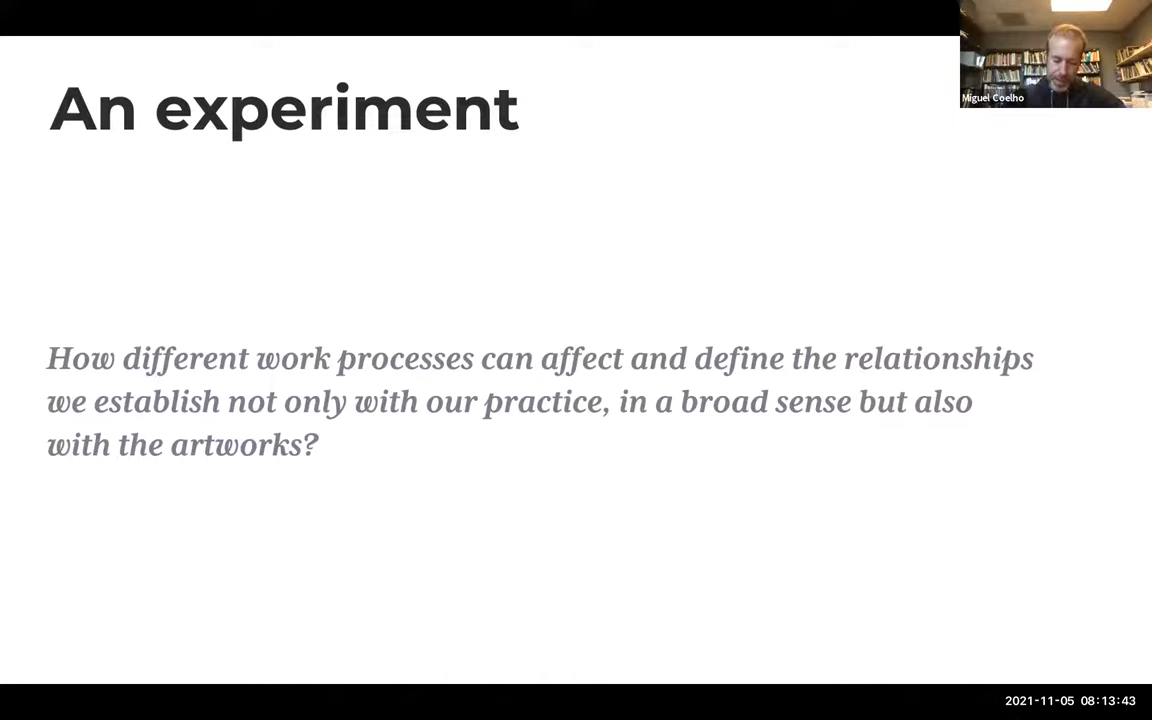 An experiment
Miguel Coelho
How different work processes can affect and define the relationships
we establish not only with our practice, in a broad sense but also
with the artworks?
2021-11-05 08:13:43